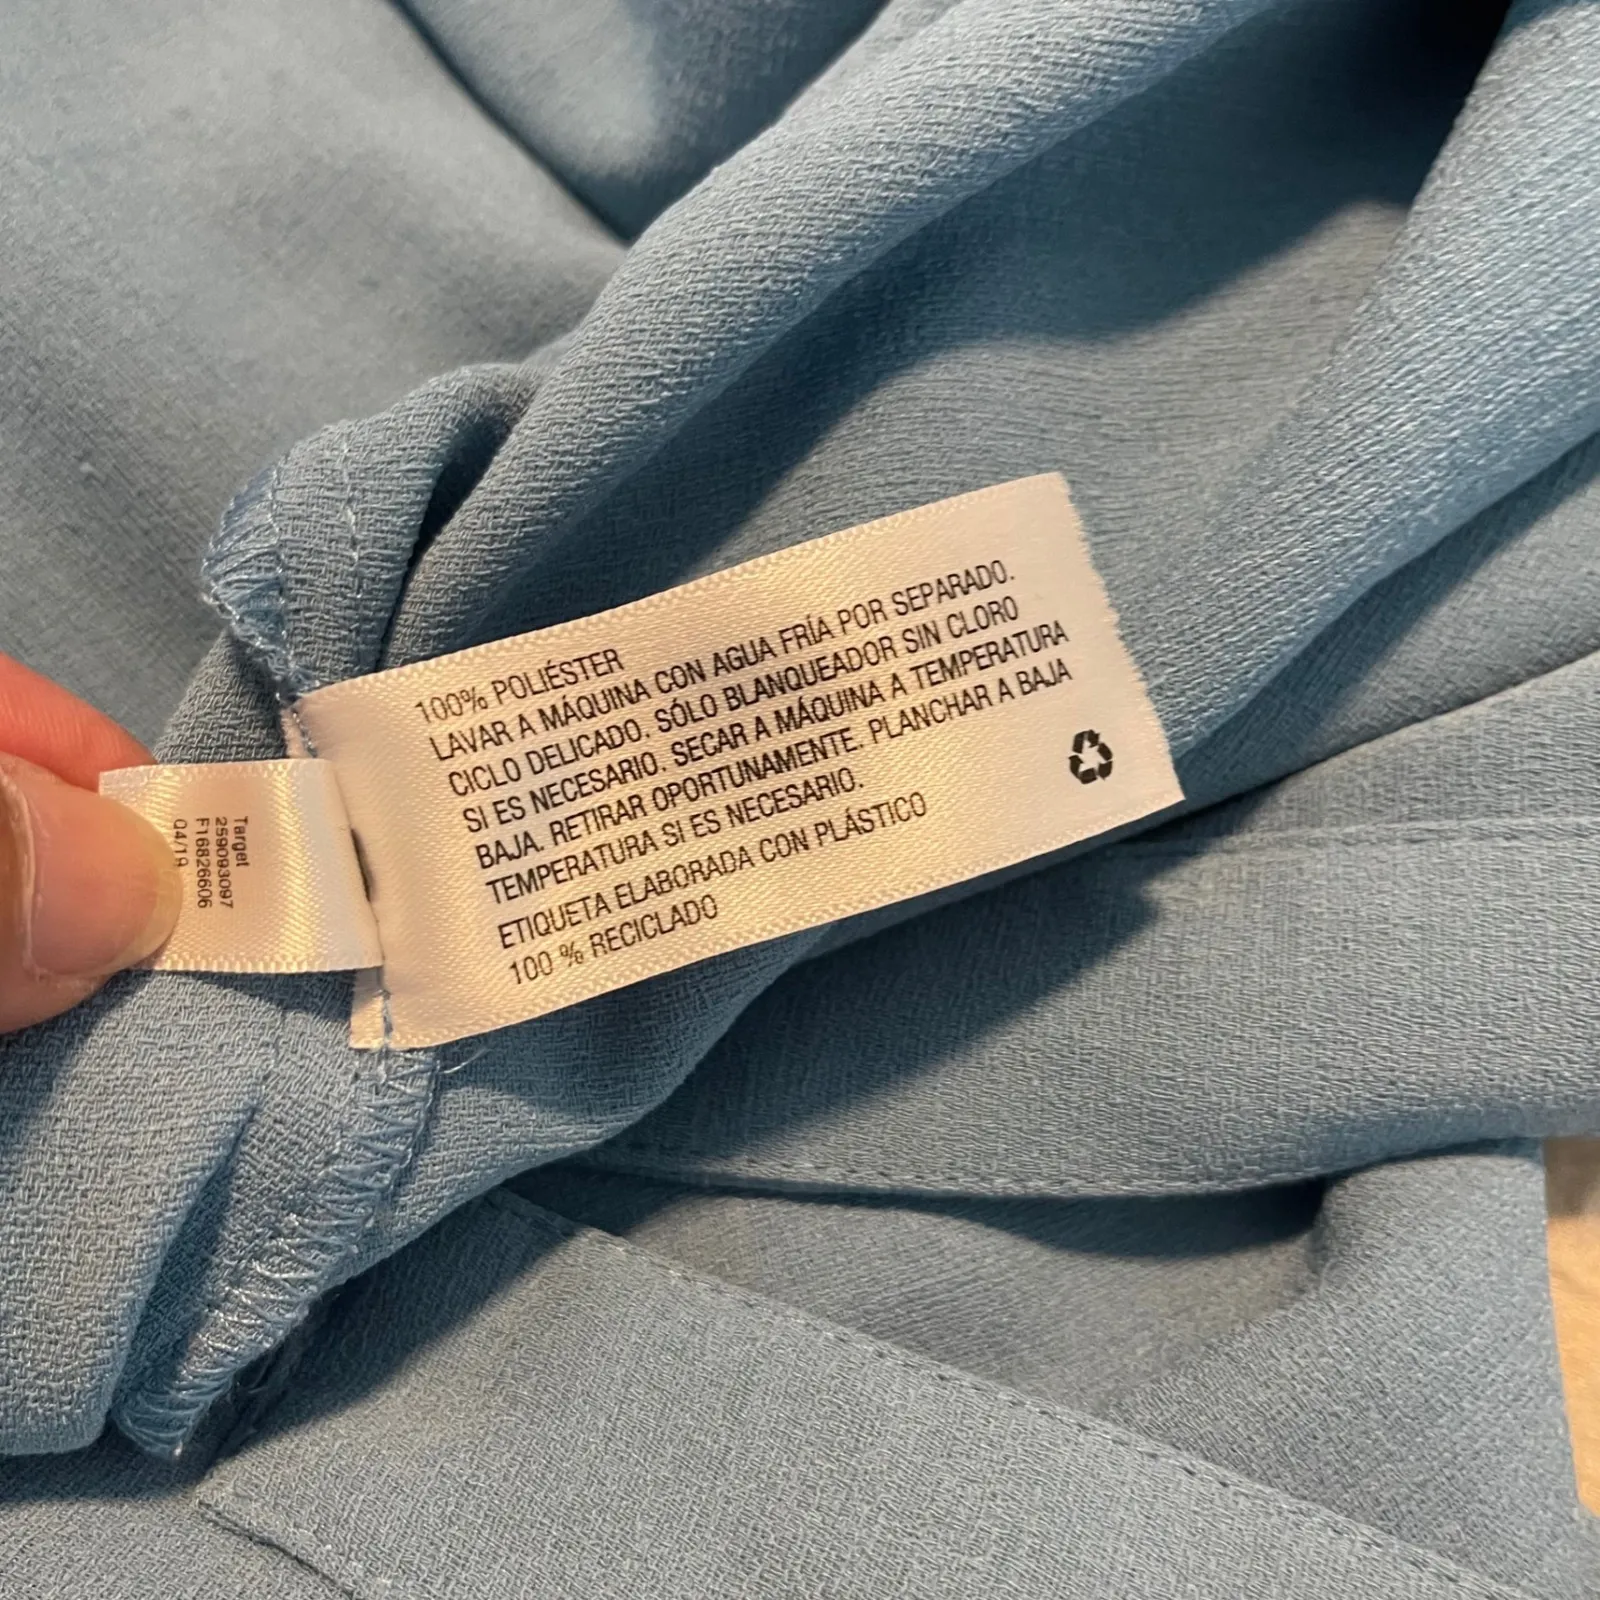 100% POLIÉSTER
LAVAR A MÁQUINA CON AGUA FRÍA POR SEPARADO.
CICLO DELICADO. SÓLO BLANQUEADOR SIN CLORO
SI ES NECESARIO. SECAR A MÁQUINA A TEMPERATURA
BAJA. RETIRAR OPORTUNAMENTE. PLANCHAR A BAJA
TEMPERATURA SI ES NECESARIO.
ETIQUETA ELABORADA CON PLÁSTICO
100 % RECICLADO
Target
259093097
F16826606
04/19